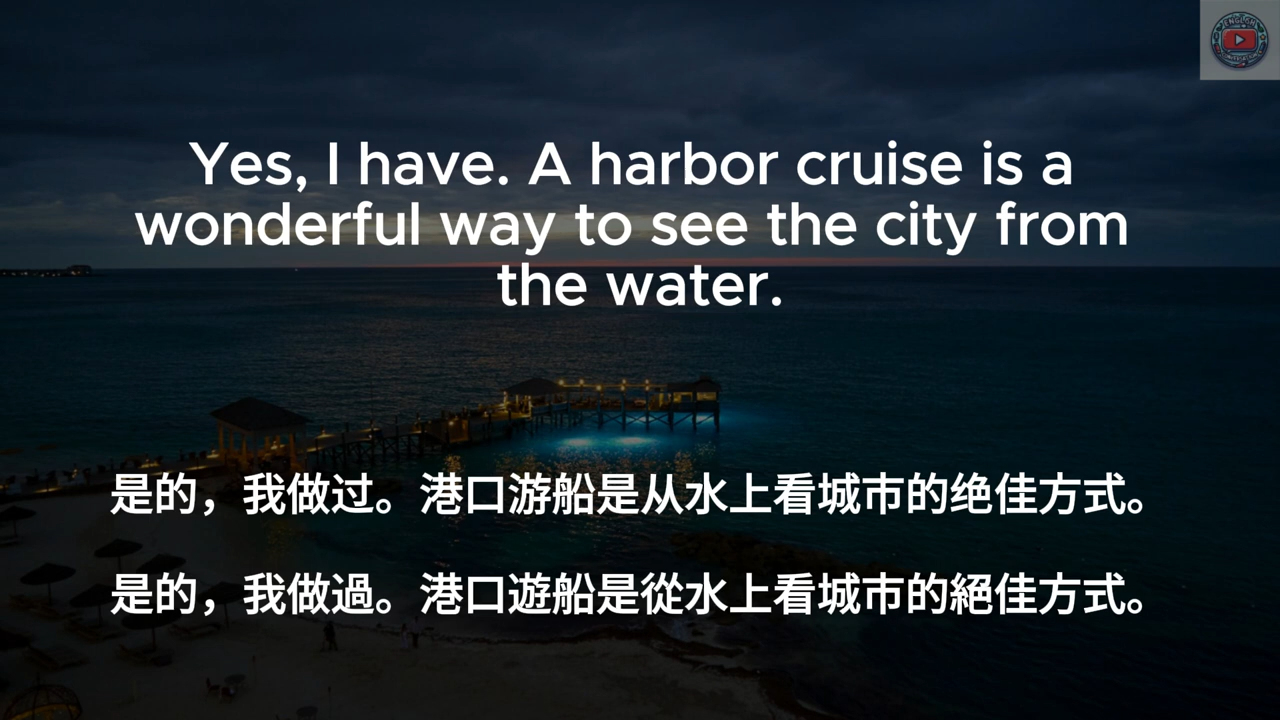 ENGLISH
Yes, I have. A harbor cruise is a
wonderful way to see the city from
the water.
是的，我做过。港口游船是从水上看城市的绝佳方式。
是的，我做過。港口遊船是從水上看城市的絕佳方式。